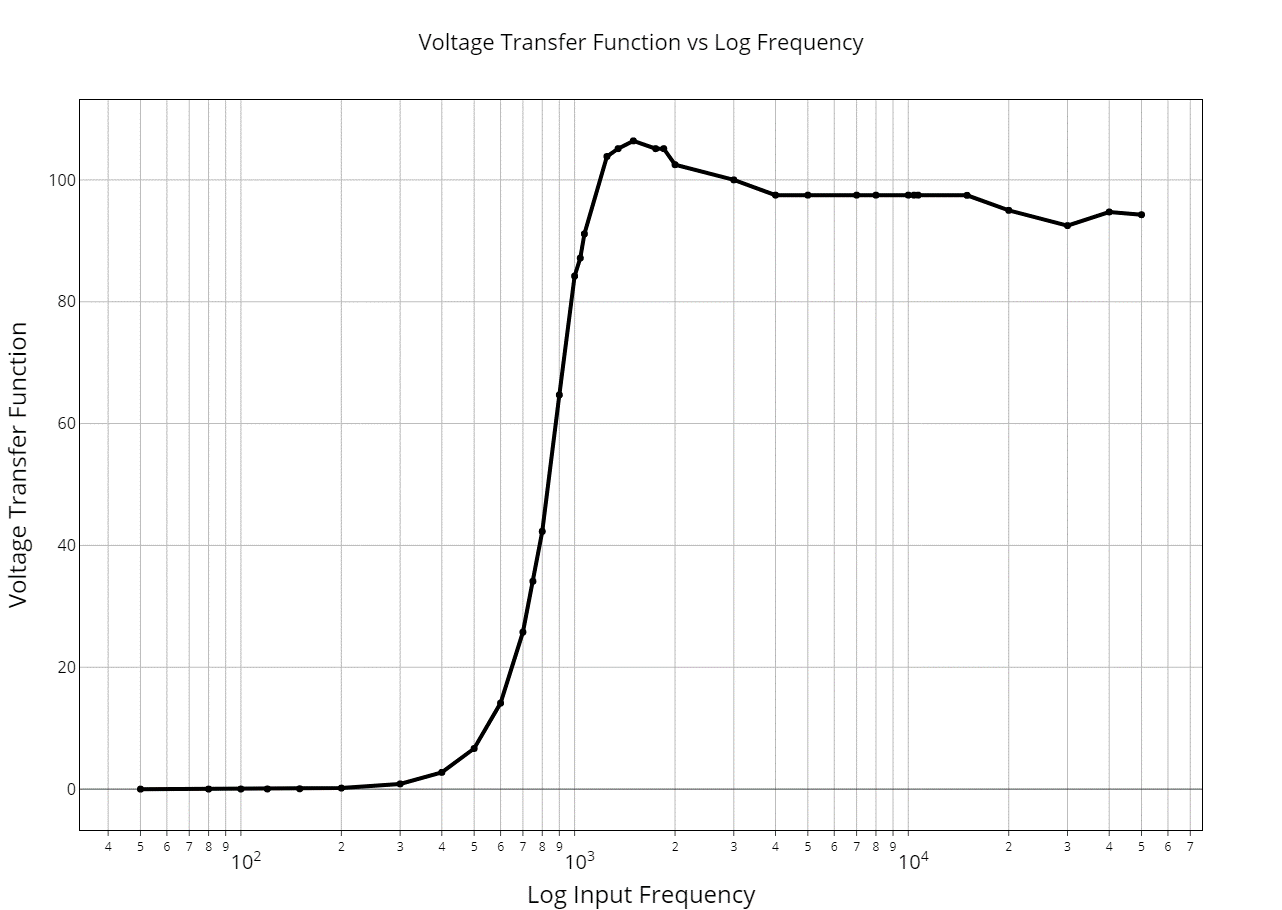 Voltage Transfer Function vs Log Frequency
Voltage Transfer Function
100
80
60
40
20
0
4 5 6 7 8 9 2 3 4 5 6 7 8 9 2 3 4 5 6 7 8 9 2 3 4 5 6 7
10² 10³ 10⁴
Log Input Frequency